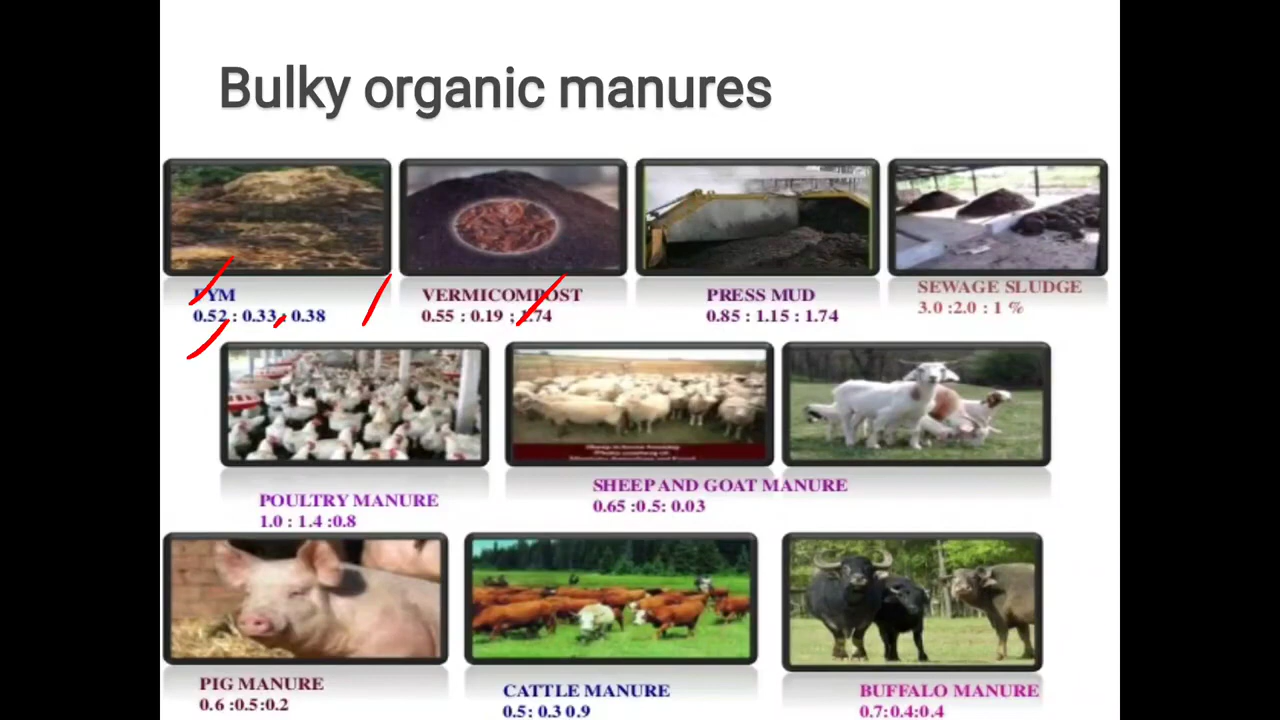 Bulky organic manures
FYM
0.52 : 0.33 : 0.38
VERMICOMPOST
0.55 : 0.19 : 1.74
PRESS MUD
0.85 : 1.15 : 1.74
SEWAGE SLUDGE
3.0 :2.0 : 1 %
POULTRY MANURE
1.0 : 1.4 :0.8
SHEEP AND GOAT MANURE
0.65 :0.5: 0.03
PIG MANURE
0.6 :0.5:0.2
CATTLE MANURE
0.5: 0.3 0.9
BUFFALO MANURE
0.7:0.4:0.4